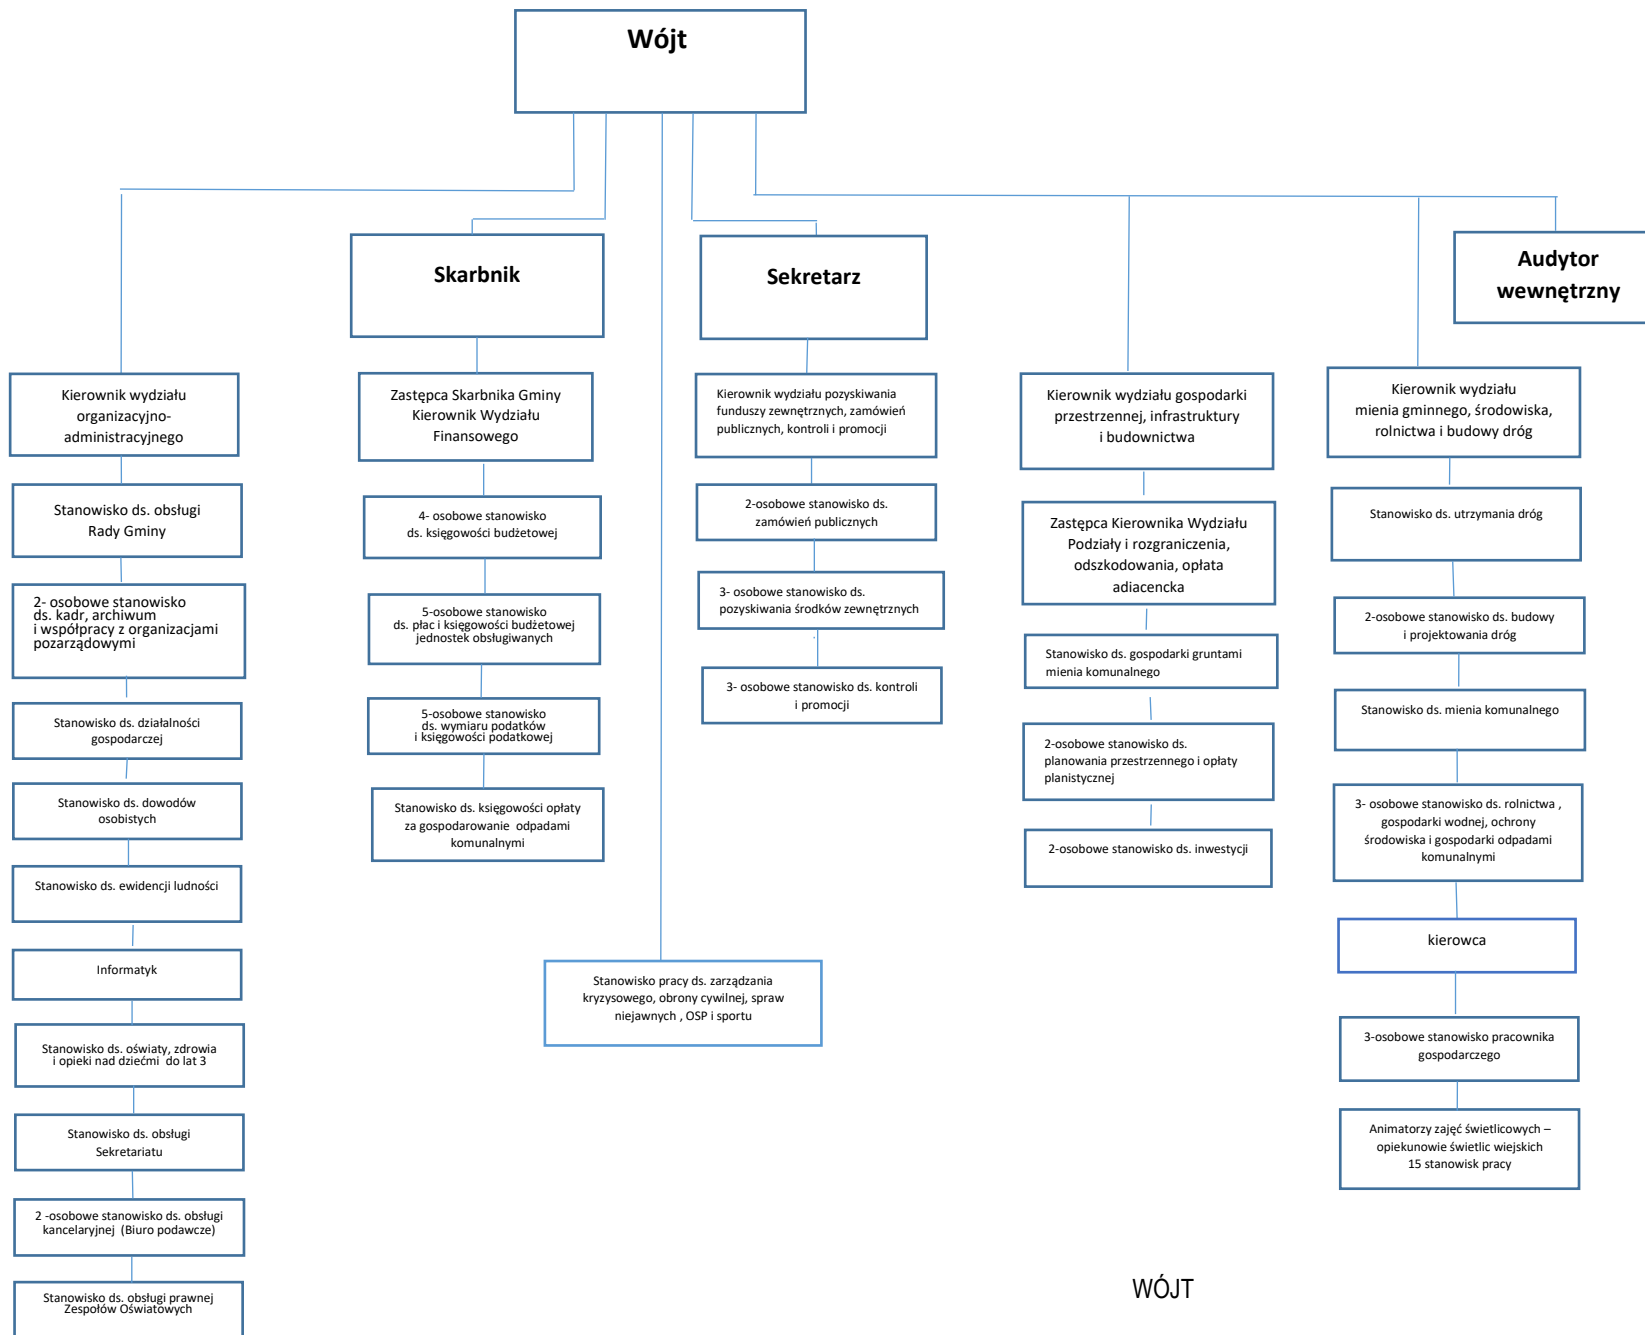 Wójt
Skarbnik
Sekretarz
Audytor
wewnętrzny
Kierownik wydziału
organizacyjno-
administracyjnego
Stanowisko ds. obsługi
Rady Gminy
2- osobowe stanowisko
ds. kadr, archiwum
i współpracy z organizacjami
pozarządowymi
Stanowisko ds. działalności
gospodarczej
Stanowisko ds. dowodów
osobistych
Stanowisko ds. ewidencji ludności
Informatyk
Stanowisko ds. oświaty, zdrowia
i opieki nad dziećmi do lat 3
Stanowisko ds. obsługi
Sekretariatu
2 -osobowe stanowisko ds. obsługi
kancelaryjnej (Biuro podawcze)
Stanowisko ds. obsługi prawnej
Zespołów Oświatowych
Zastępca Skarbnika Gminy
Kierownik Wydziału
Finansowego
4- osobowe stanowisko
ds. księgowości budżetowej
5-osobowe stanowisko
ds. płac i księgowości budżetowej
jednostek obsługiwanych
5-osobowe stanowisko
ds. wymiaru podatków
i księgowości podatkowej
Stanowisko ds. księgowości opłaty
za gospodarowanie odpadami
komunalnymi
Kierownik wydziału pozyskiwania
funduszy zewnętrznych, zamówień
publicznych, kontroli i promocji
2-osobowe stanowisko ds.
zamówień publicznych
3- osobowe stanowisko ds.
pozyskiwania środków zewnętrznych
3- osobowe stanowisko ds. kontroli
i promocji
Stanowisko pracy ds. zarządzania
kryzysowego, obrony cywilnej, spraw
niejawnych , OSP i sportu
Kierownik wydziału gospodarki
przestrzennej, infrastruktury
i budownictwa
Zastępca Kierownika Wydziału
Podziały i rozgraniczenia,
odszkodowania, opłata
adiacencka
Stanowisko ds. gospodarki gruntami
mienia komunalnego
2-osobowe stanowisko ds.
planowania przestrzennego i opłaty
planistycznej
2-osobowe stanowisko ds. inwestycji
Kierownik wydziału
mienia gminnego, środowiska,
rolnictwa i budowy dróg
Stanowisko ds. utrzymania dróg
2-osobowe stanowisko ds. budowy
i projektowania dróg
Stanowisko ds. mienia komunalnego
3- osobowe stanowisko ds. rolnictwa ,
gospodarki wodnej, ochrony
środowiska i gospodarki odpadami
komunalnymi
kierowca
3-osobowe stanowisko pracownika
gospodarczego
Animatorzy zajęć świetlicowych –
opiekunowie świetlic wiejskich
15 stanowisk pracy
WÓJT